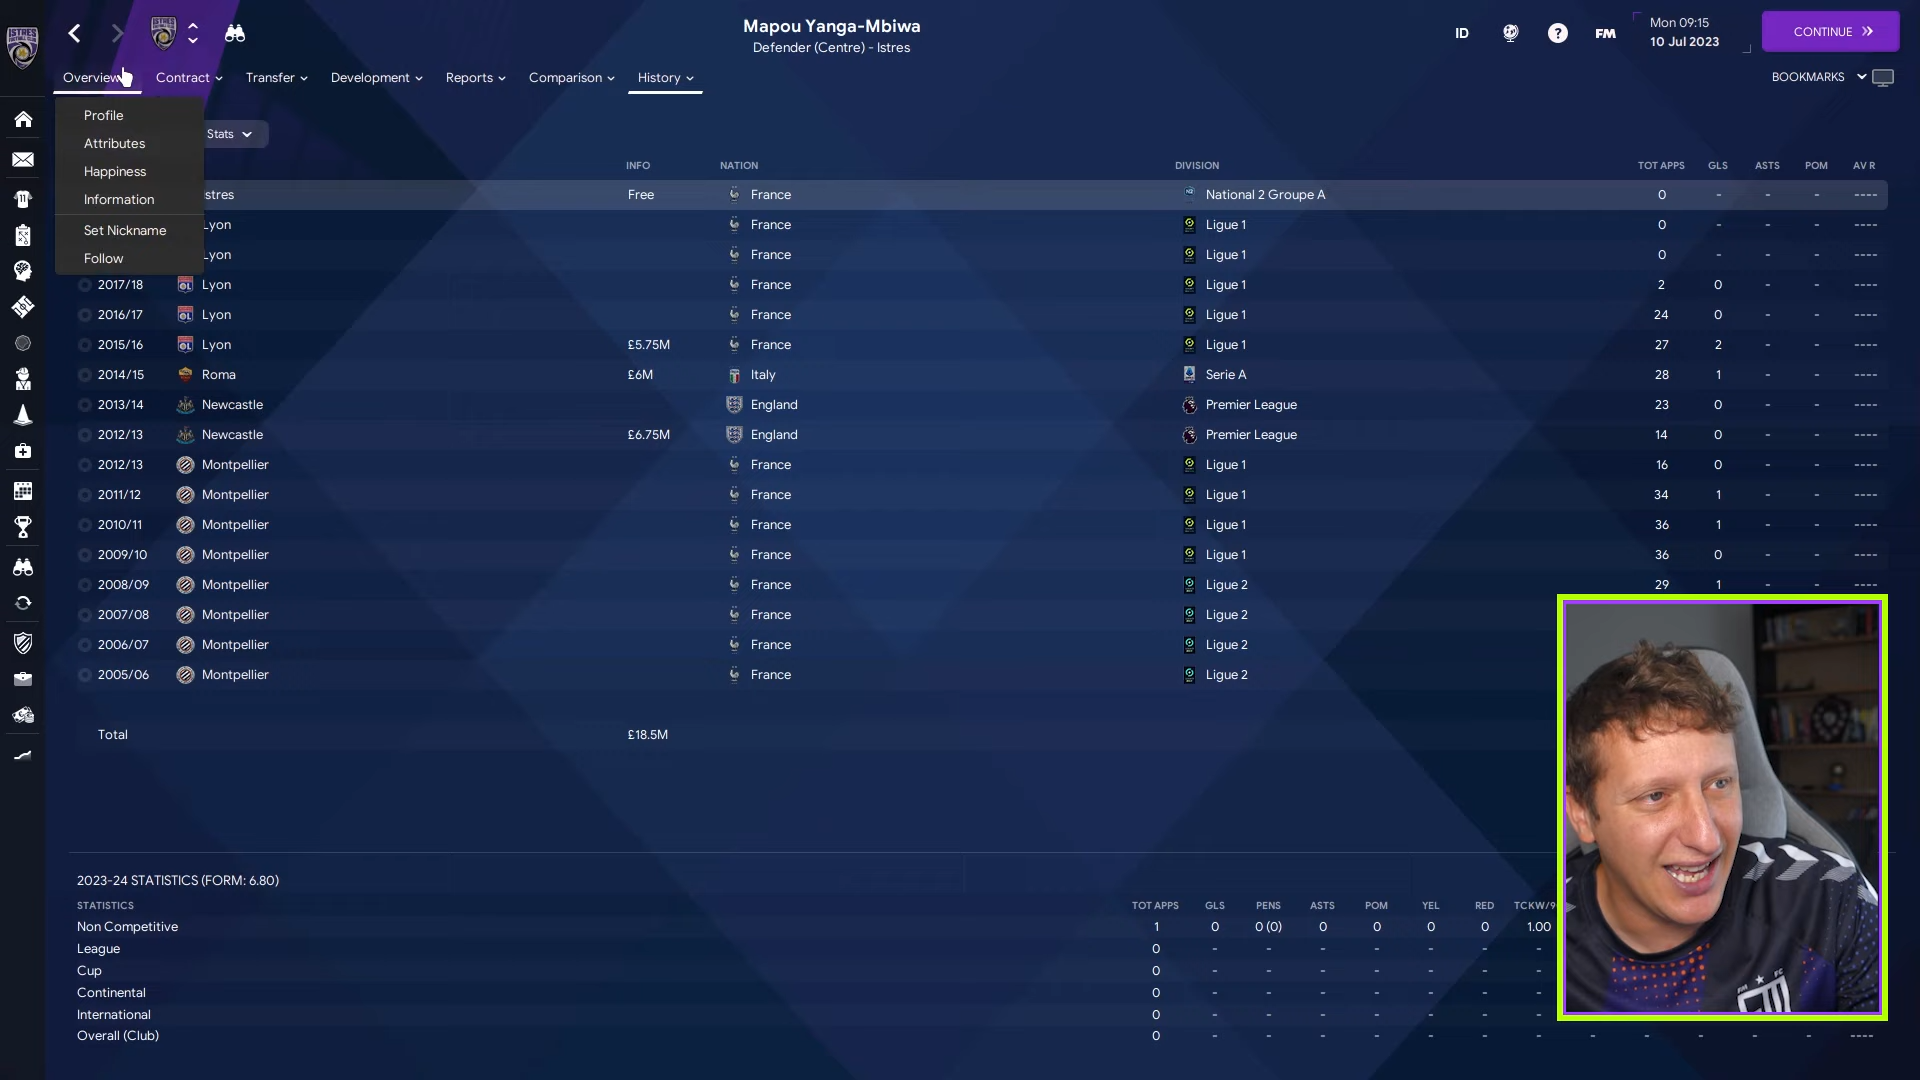 Mapou Yanga-Mbiwa
Defender (Centre) - Istres
ID
FM
Mon 09:15
10 Jul 2023
CONTINUE
Overview
Contract
Transfer
Development
Reports
Comparison
History
BOOKMARKS
Profile
Attributes
Happiness
Information
Set Nickname
Follow
Stats
INFO NATION DIVISION TOT APPS GLS ASTS POM AV R
Istres Free France National 2 Groupe A 0 - - - ----
Lyon France Ligue 1 0 - - - ----
Lyon France Ligue 1 0 - - - ----
2017/18 Lyon France Ligue 1 2 0 - - ----
2016/17 Lyon France Ligue 1 24 0 - - ----
2015/16 Lyon £5.75M France Ligue 1 27 2 - - ----
2014/15 Roma £6M Italy Serie A 28 1 - - ----
2013/14 Newcastle England Premier League 23 0 - - ----
2012/13 Newcastle £6.75M England Premier League 14 0 - - ----
2012/13 Montpellier France Ligue 1 16 0 - - ----
2011/12 Montpellier France Ligue 1 34 1 - - ----
2010/11 Montpellier France Ligue 1 36 1 - - ----
2009/10 Montpellier France Ligue 1 36 0 - - ----
2008/09 Montpellier France Ligue 2 29 1 - - ----
2007/08 Montpellier France Ligue 2
2006/07 Montpellier France Ligue 2
2005/06 Montpellier France Ligue 2
Total £18.5M
2023-24 STATISTICS (FORM: 6.80)
STATISTICS TOT APPS GLS PENS ASTS POM YEL RED TCKW/9
Non Competitive 1 0 0 (0) 0 0 0 0 1.00
League 0 - - - - - - -
Cup 0 - - - - - - -
Continental 0 - - - - - - -
International 0 - - - - - - -
Overall (Club) 0 - - - - - - - - - - - - ----